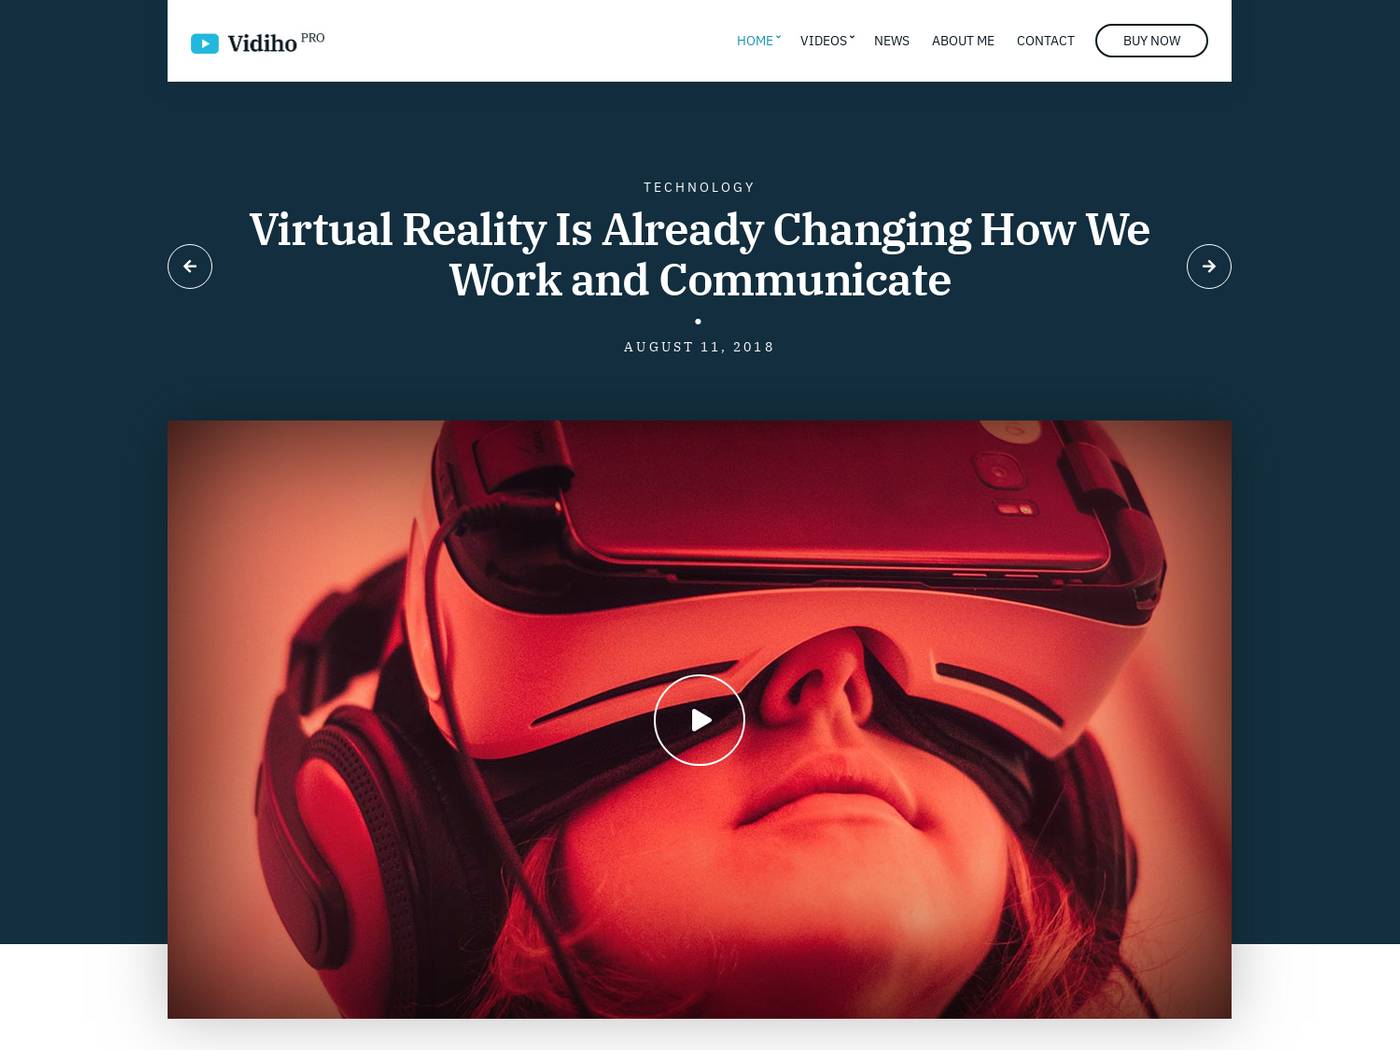 Vidiho PRO
HOME VIDEOS NEWS ABOUT ME CONTACT BUY NOW
TECHNOLOGY
Virtual Reality Is Already Changing How We
Work and Communicate
AUGUST 11, 2018